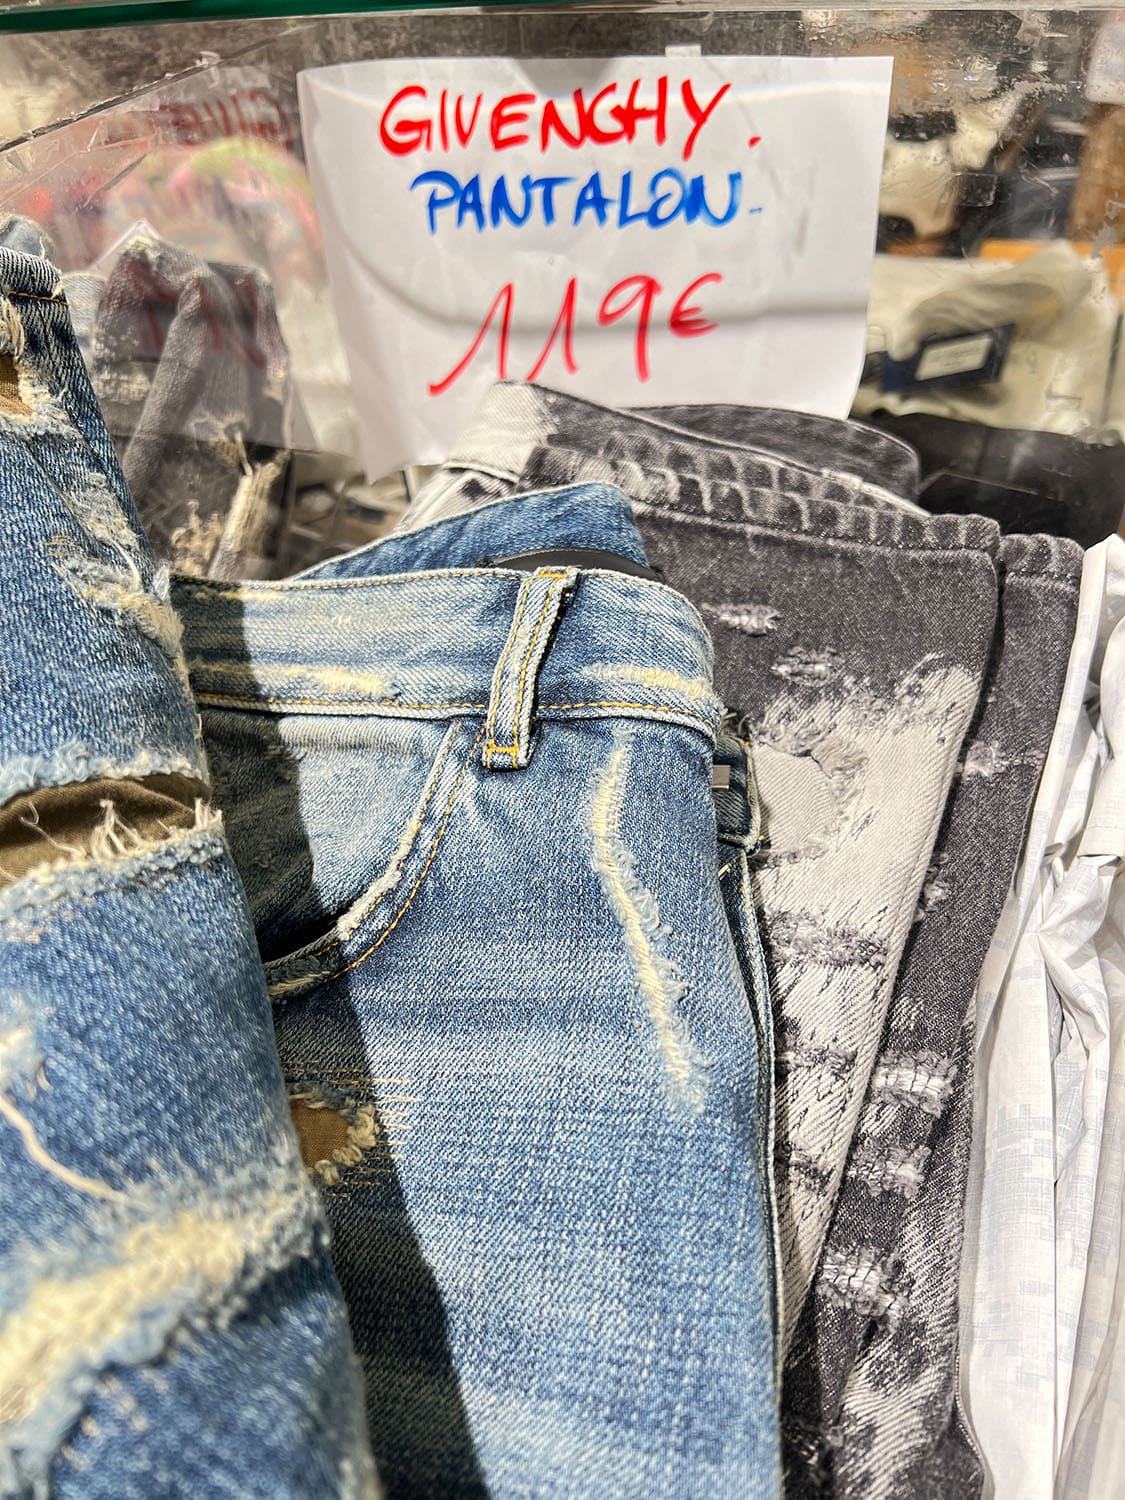 GIVENCHY.
PANTALON-
119€